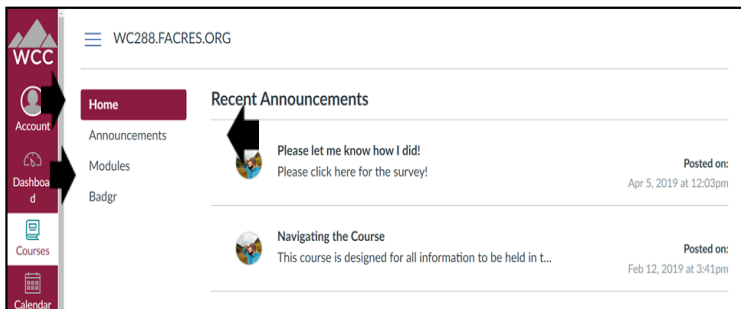 WCC
Account
Dashboa
d
Courses
Calendar
WC288.FACRES.ORG
Home
Announcements
Modules
Badgr
Recent Announcements
Please let me know how I did!
Please click here for the survey!
Posted on:
Apr 5, 2019 at 12:03pm
Navigating the Course
This course is designed for all information to be held in t...
Posted on:
Feb 12, 2019 at 3:41pm